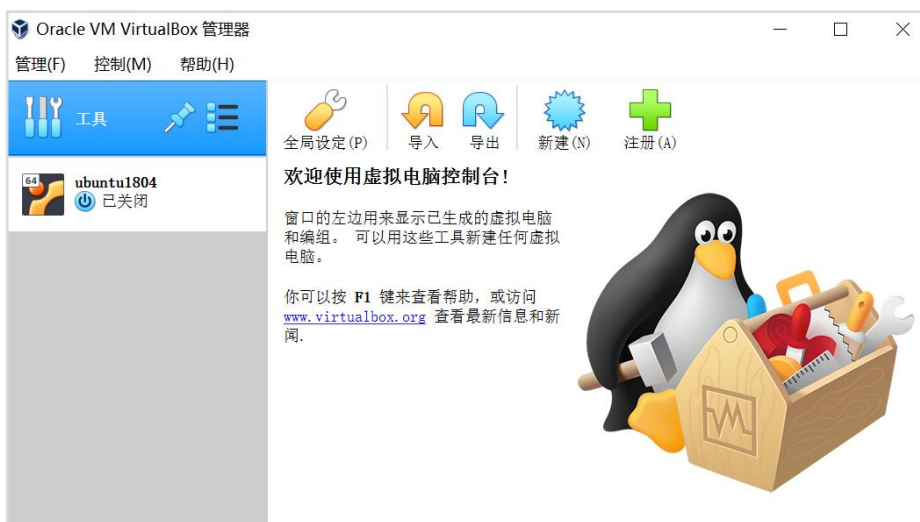 Oracle VM VirtualBox 管理器
管理(F) 控制(M) 帮助(H)
工具
全局设定(P) 导入 导出 新建(N) 注册(A)
64
ubuntu1804
已关闭
欢迎使用虚拟电脑控制台!
窗口的左边用来显示已生成的虚拟电脑
和编组。 可以用这些工具新建任何虚拟
电脑。
你可以按 F1 键来查看帮助, 或访问
www.virtualbox.org 查看最新信息和新
闻.